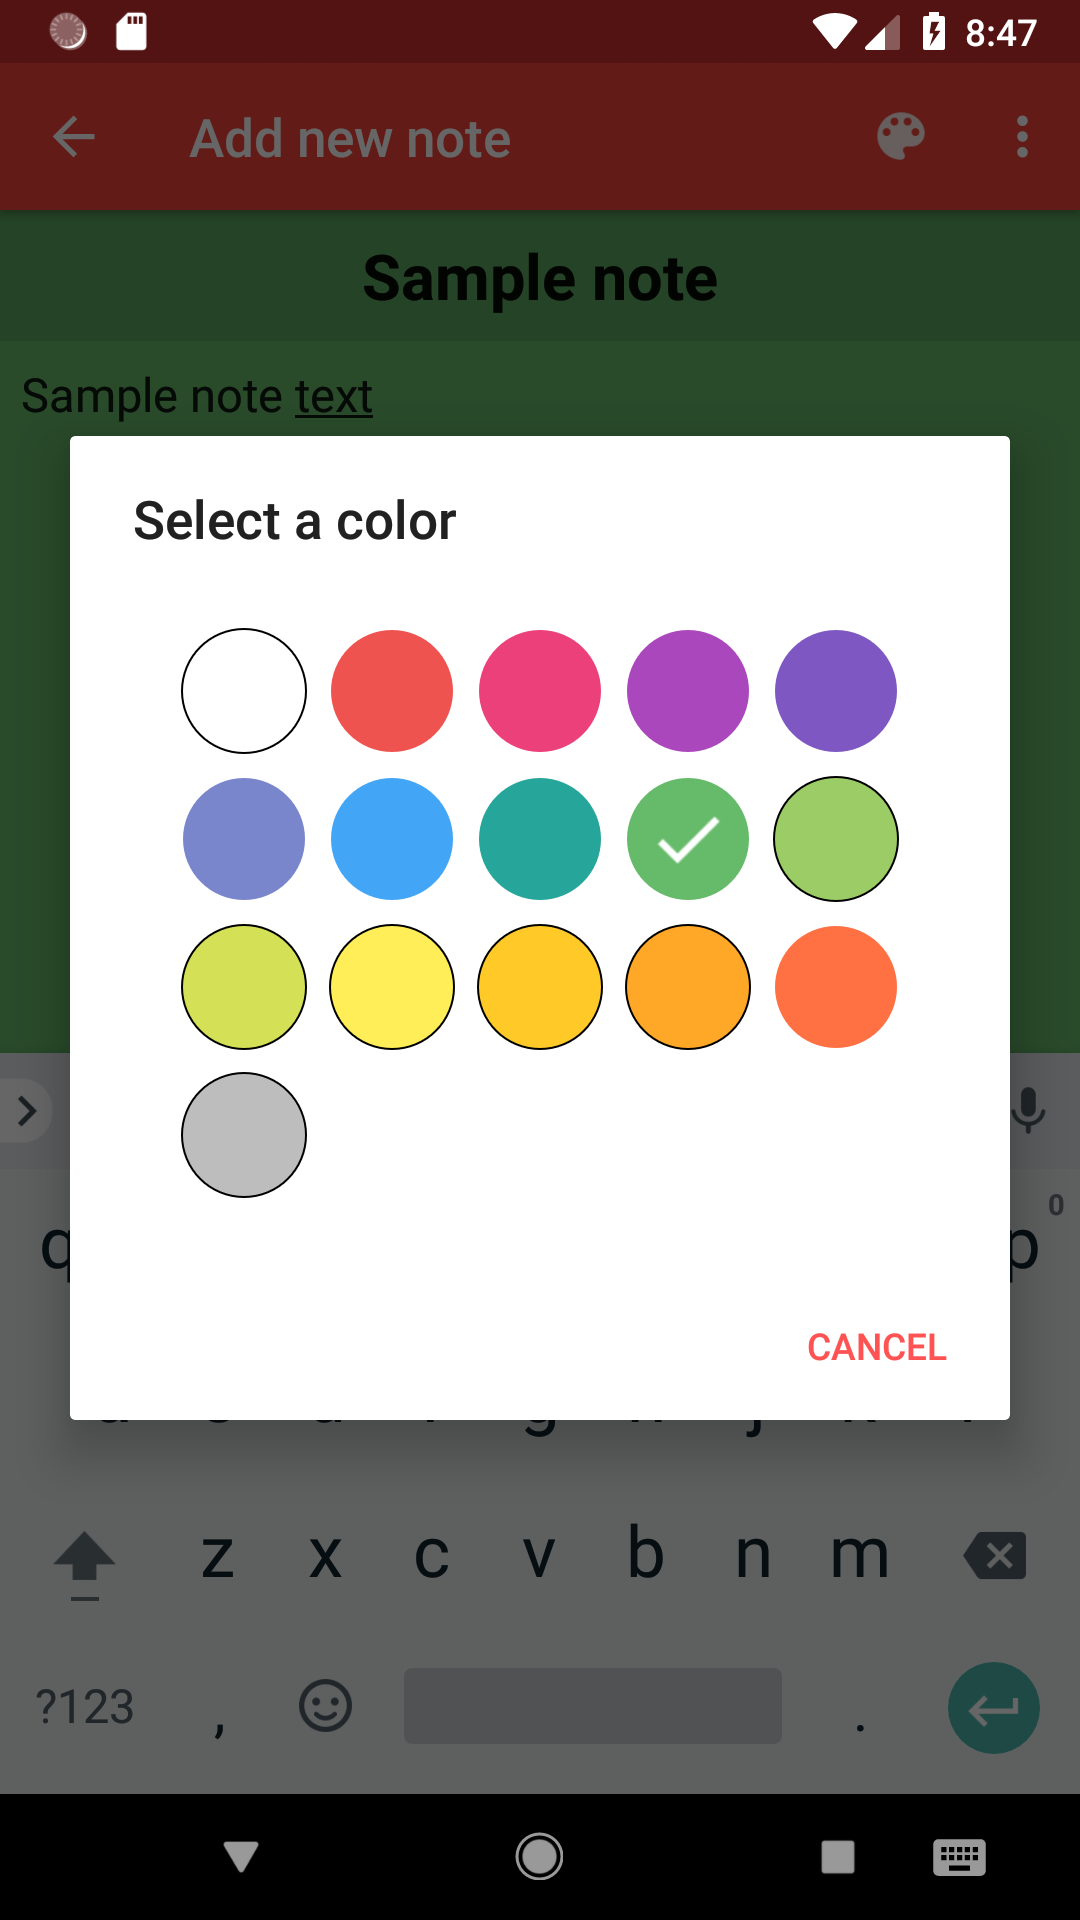 8:47
Add new note
Sample note
Sample note text
Select a color
0
q p
CANCEL
g j
z x c v b n m
?123 , .